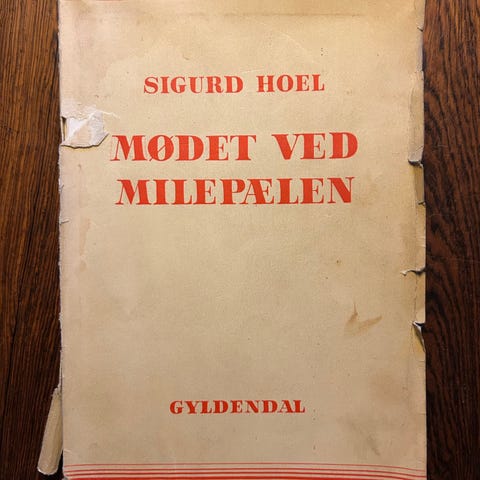 SIGURD HOEL
MØDET VED
MILEPÆLEN
GYLDENDAL